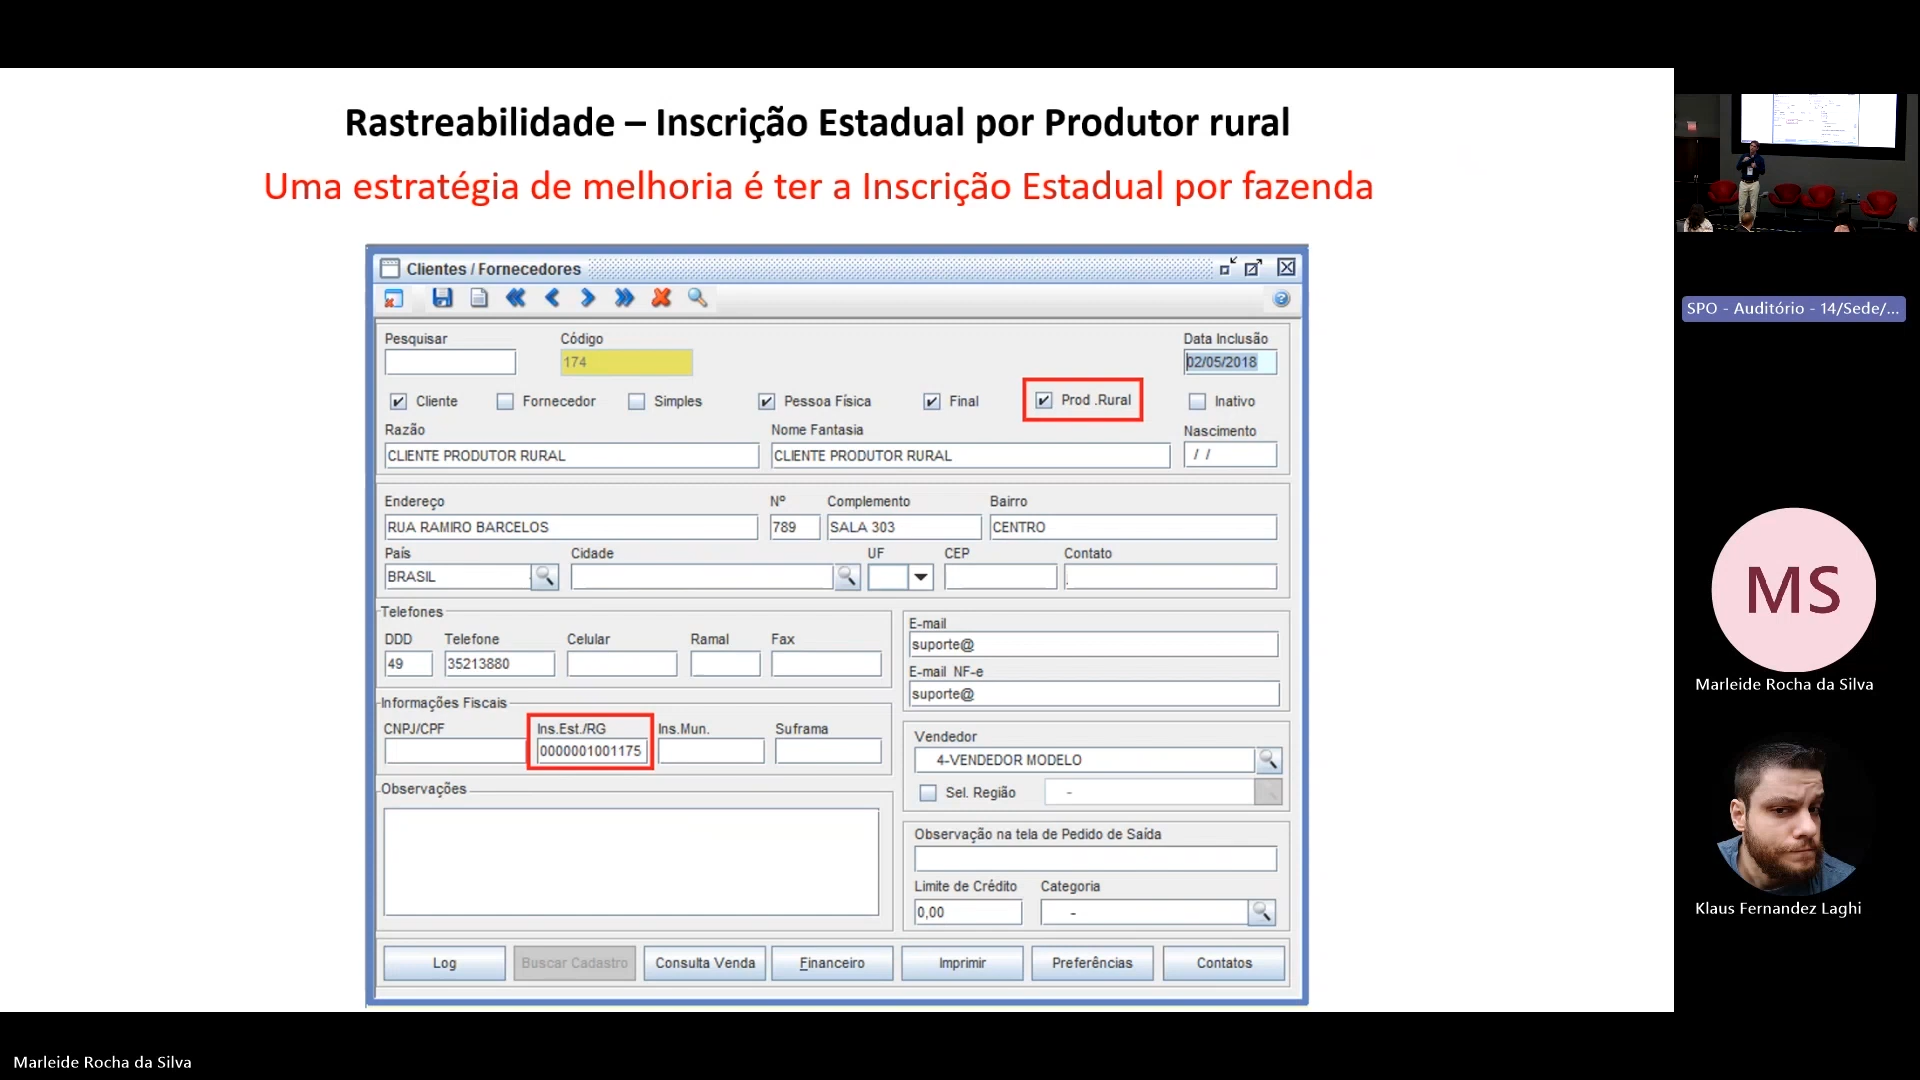 Rastreabilidade – Inscrição Estadual por Produtor rural
Uma estratégia de melhoria é ter a Inscrição Estadual por fazenda
Clientes / Fornecedores
Pesquisar
Código
Data Inclusão
174
02/05/2018
Cliente
Fornecedor
Simples
Pessoa Física
Final
Prod .Rural
Inativo
Razão
Nome Fantasia
Nascimento
CLIENTE PRODUTOR RURAL
CLIENTE PRODUTOR RURAL
/ /
Endereço
Nº
Complemento
Bairro
RUA RAMIRO BARCELOS
789
SALA 303
CENTRO
País
Cidade
UF
CEP
Contato
BRASIL
Telefones
DDD
Telefone
Celular
Ramal
Fax
49
35213880
E-mail
suporte@
E-mail NF-e
suporte@
Informações Fiscais
CNPJ/CPF
Ins.Est./RG
Ins.Mun.
Suframa
0000001001175
Vendedor
4-VENDEDOR MODELO
Sel. Região
-
Observações
Observação na tela de Pedido de Saída
Limite de Crédito
Categoria
0,00
-
Log
Buscar Cadastro
Consulta Venda
Financeiro
Imprimir
Preferências
Contatos
SPO - Auditório - 14/Sede/...
MS
Marleide Rocha da Silva
Klaus Fernandez Laghi
Marleide Rocha da Silva